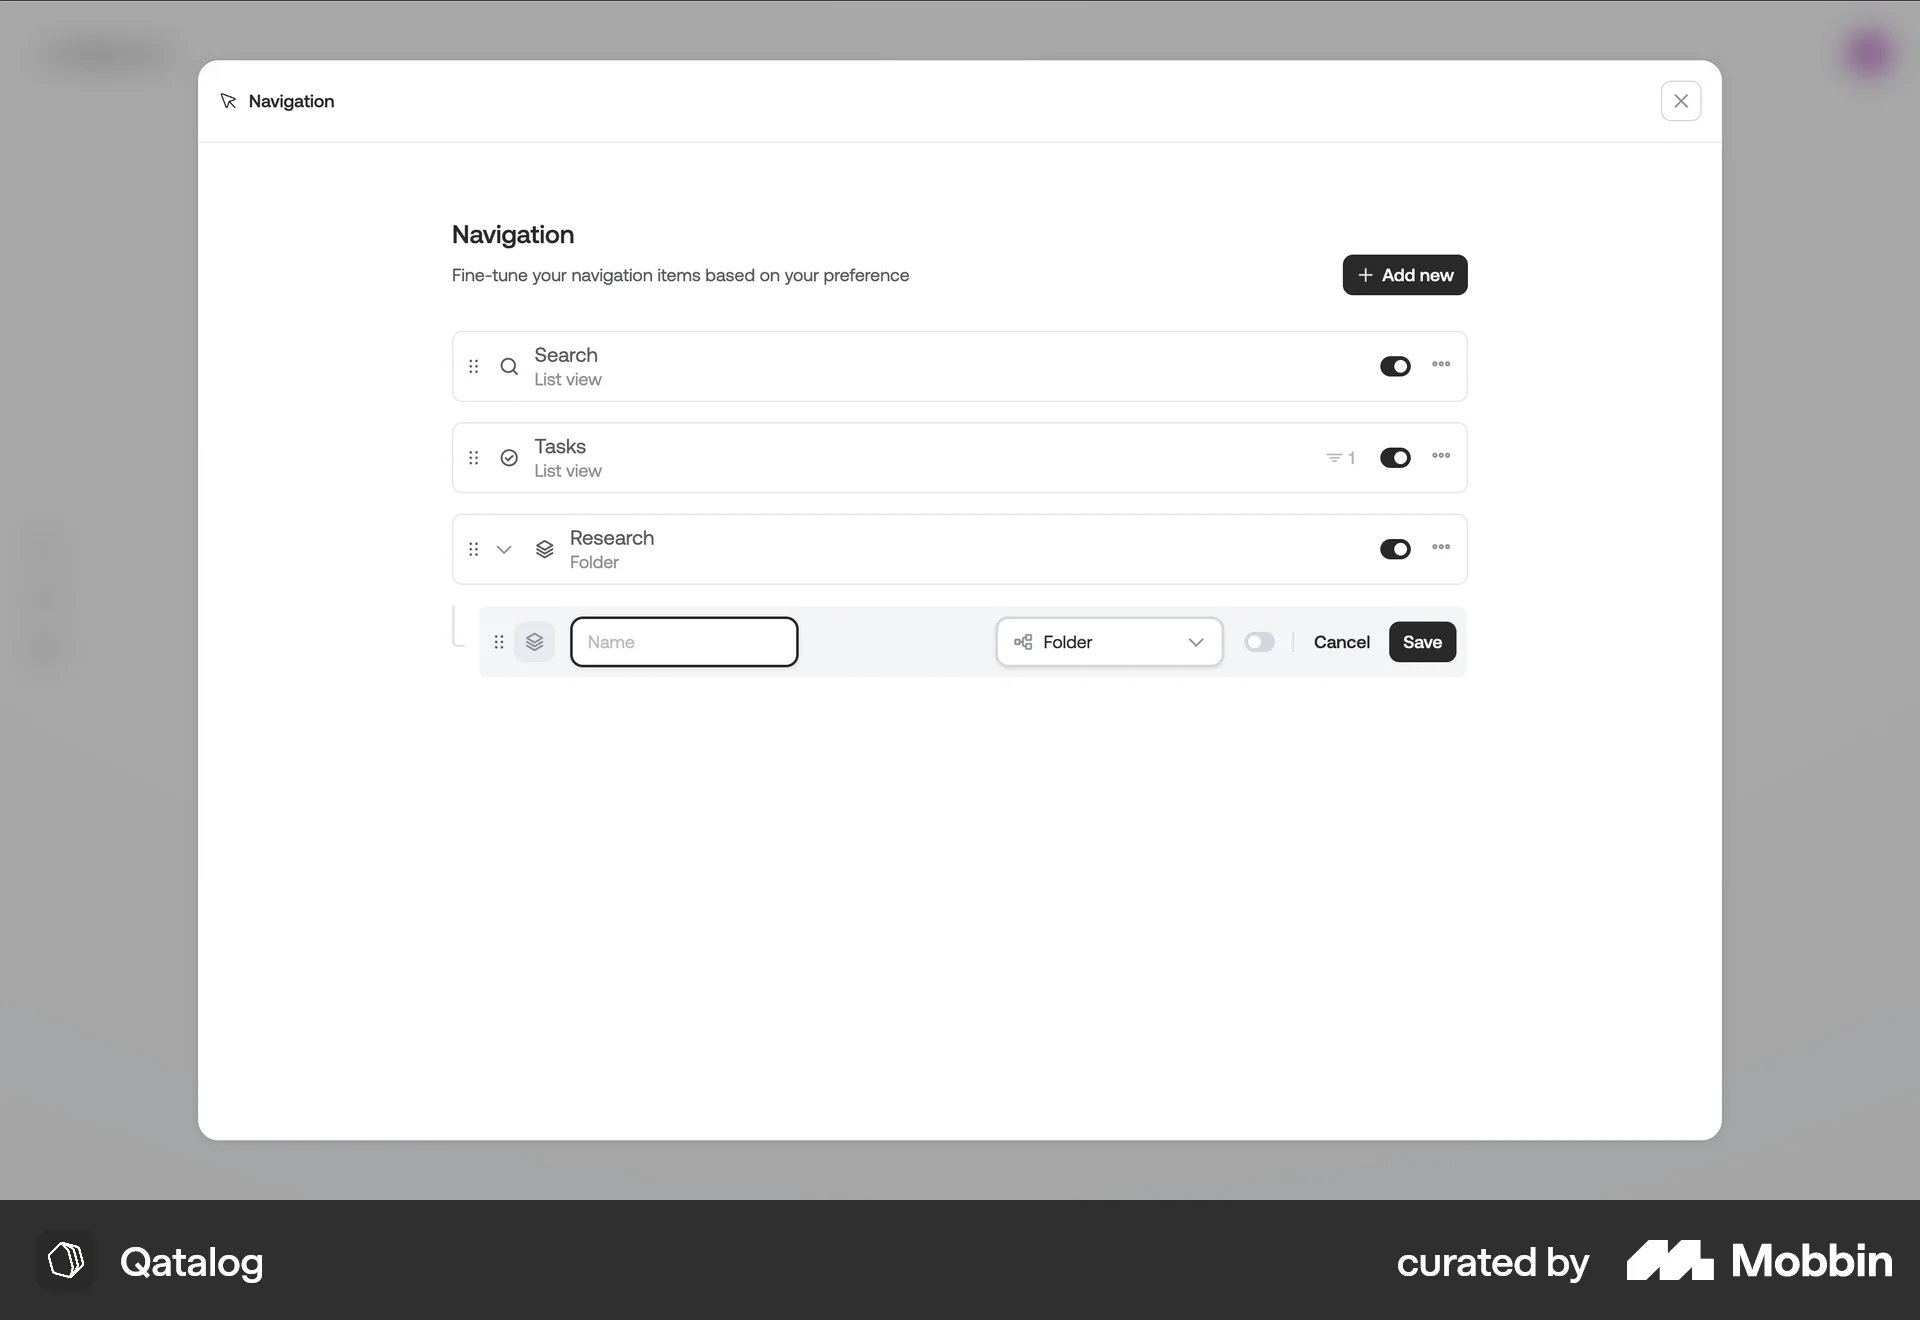 Navigation
Navigation
Fine-tune your navigation items based on your preference
Add new
Search
List view
Tasks
List view
1
Research
Folder
Name
Folder
Cancel
Save
Qatalog
curated by
Mobbin